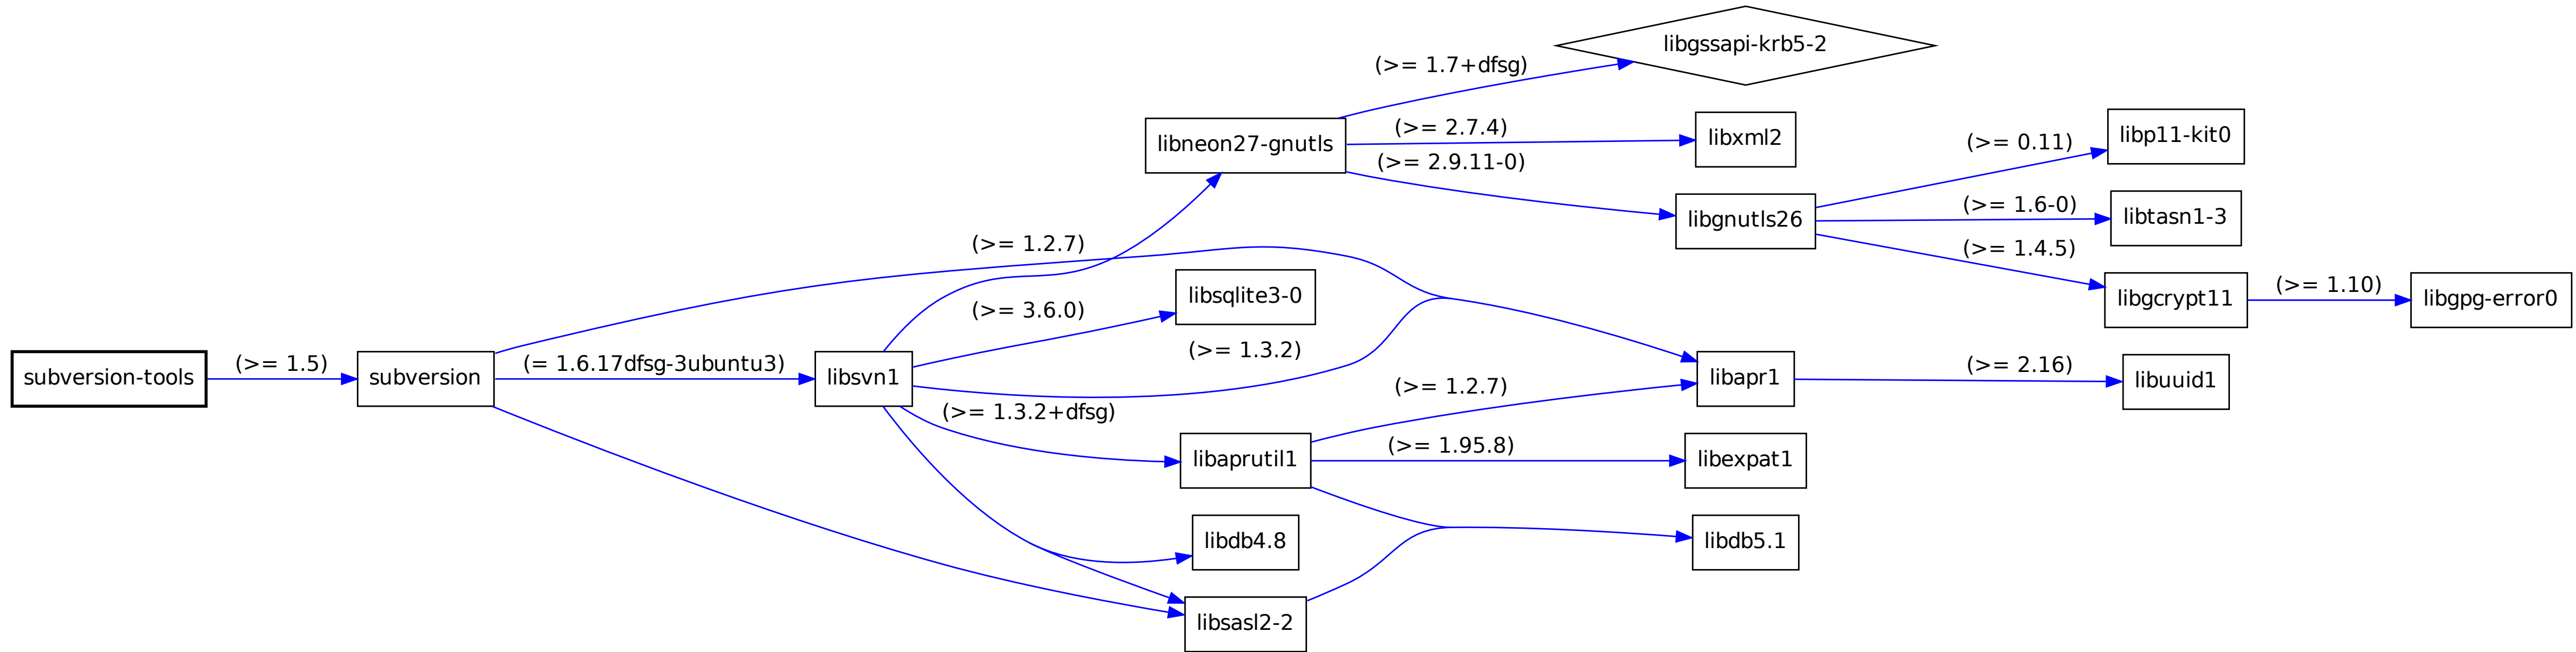 subversion-tools
(>= 1.5)
subversion
(= 1.6.17dfsg-3ubuntu3)
libsvn1
(>= 1.2.7)
(>= 3.6.0)
(>= 1.3.2)
(>= 1.3.2+dfsg)
libneon27-gnutls
libsqlite3-0
libaprutil1
libdb4.8
libsasl2-2
(>= 1.7+dfsg)
(>= 2.7.4)
(>= 2.9.11-0)
(>= 1.2.7)
(>= 1.95.8)
libgssapi-krb5-2
libxml2
libgnutls26
libapr1
libexpat1
libdb5.1
(>= 0.11)
(>= 1.6-0)
(>= 1.4.5)
(>= 2.16)
libp11-kit0
libtasn1-3
libgcrypt11
libuuid1
(>= 1.10)
libgpg-error0